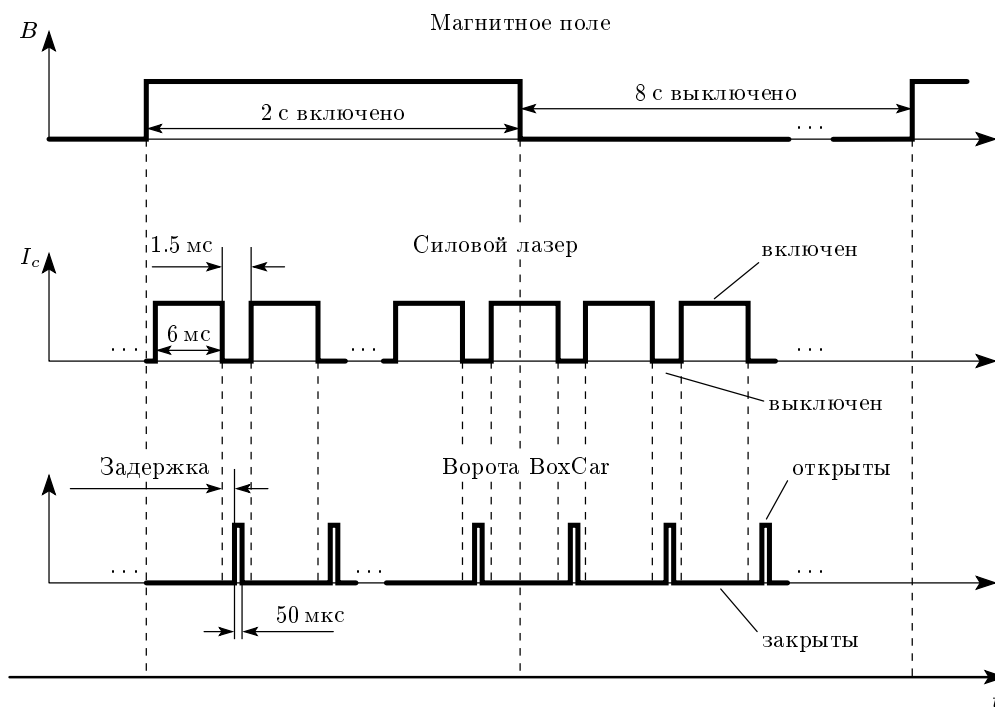 Магнитное поле
B
8 с выключено
2 с включено
. . .
1.5 мс
Силовой лазер
включен
I_c
6 мс
. . .
. . .
. . .
выключен
Задержка
Ворота BoxCar
открыты
. . .
. . .
. . .
50 мкс
закрыты